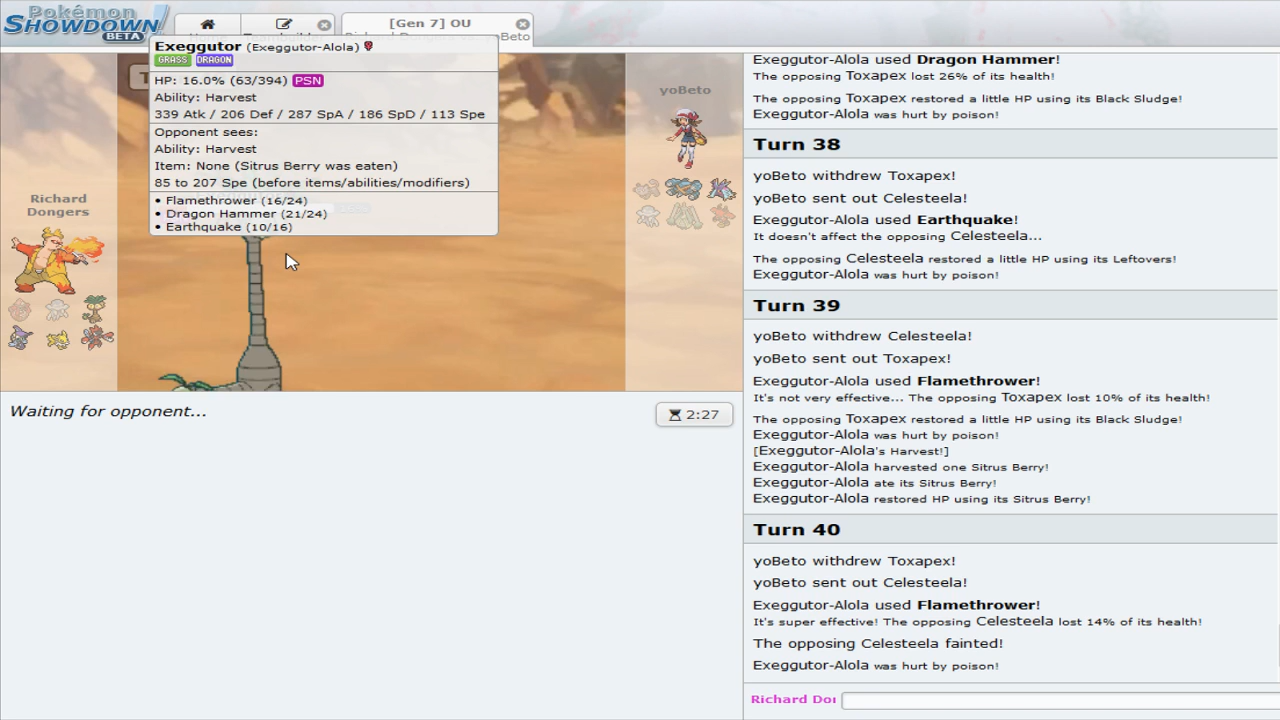 Pokémon
SHOWDOWN!
BETA
[Gen 7] OU
Exeggutor (Exeggutor-Alola)
GRASS DRAGON
HP: 16.0% (63/394) PSN
Ability: Harvest
339 Atk / 206 Def / 287 SpA / 186 SpD / 113 Spe
Opponent sees:
Ability: Harvest
Item: None (Sitrus Berry was eaten)
85 to 207 Spe (before items/abilities/modifiers)
• Flamethrower (16/24)
• Dragon Hammer (21/24)
• Earthquake (10/16)
Richard
Dongers
yoBeto
Waiting for opponent...
2:27
Exeggutor-Alola used Dragon Hammer!
The opposing Toxapex lost 26% of its health!
The opposing Toxapex restored a little HP using its Black Sludge!
Exeggutor-Alola was hurt by poison!
Turn 38
yoBeto withdrew Toxapex!
yoBeto sent out Celesteela!
Exeggutor-Alola used Earthquake!
It doesn't affect the opposing Celesteela...
The opposing Celesteela restored a little HP using its Leftovers!
Exeggutor-Alola was hurt by poison!
Turn 39
yoBeto withdrew Celesteela!
yoBeto sent out Toxapex!
Exeggutor-Alola used Flamethrower!
It's not very effective... The opposing Toxapex lost 10% of its health!
The opposing Toxapex restored a little HP using its Black Sludge!
Exeggutor-Alola was hurt by poison!
[Exeggutor-Alola's Harvest!]
Exeggutor-Alola harvested one Sitrus Berry!
Exeggutor-Alola ate its Sitrus Berry!
Exeggutor-Alola restored HP using its Sitrus Berry!
Turn 40
yoBeto withdrew Toxapex!
yoBeto sent out Celesteela!
Exeggutor-Alola used Flamethrower!
It's super effective! The opposing Celesteela lost 14% of its health!
The opposing Celesteela fainted!
Exeggutor-Alola was hurt by poison!
Richard Do